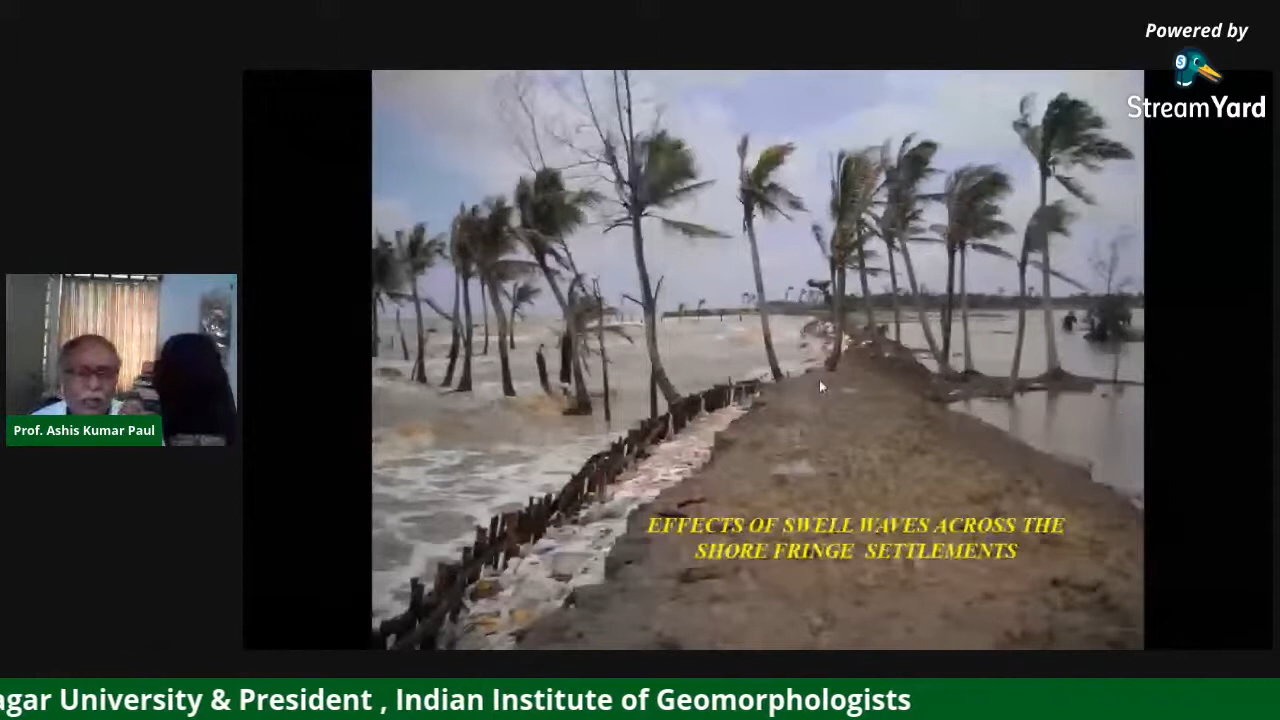 Powered by
StreamYard
EFFECTS OF SWELL WAVES ACROSS THE
SHORE FRINGE SETTLEMENTS
Prof. Ashis Kumar Paul
agar University & President , Indian Institute of Geomorphologists